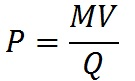 P = MV / Q